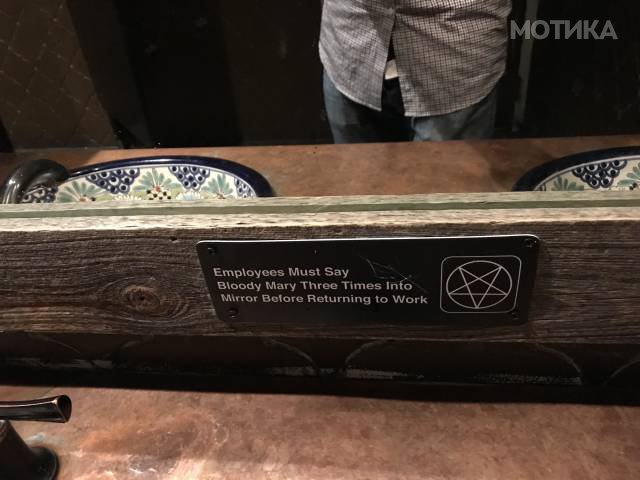 МОТИКА
Employees Must Say
Bloody Mary Three Times Into
Mirror Before Returning to Work